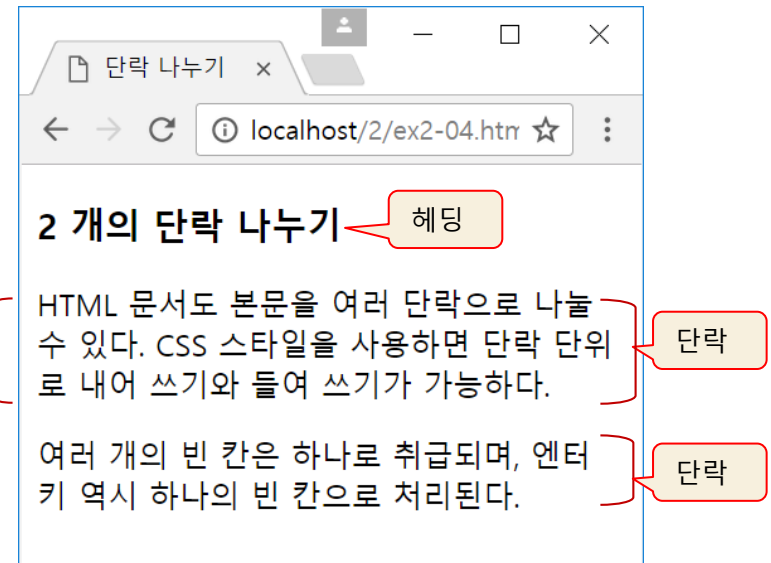 단락 나누기
localhost/2/ex2-04.htm
2 개의 단락 나누기
헤딩
HTML 문서도 본문을 여러 단락으로 나눌
수 있다. CSS 스타일을 사용하면 단락 단위
로 내어 쓰기와 들여 쓰기가 가능하다.
단락
여러 개의 빈 칸은 하나로 취급되며, 엔터
키 역시 하나의 빈 칸으로 처리된다.
단락